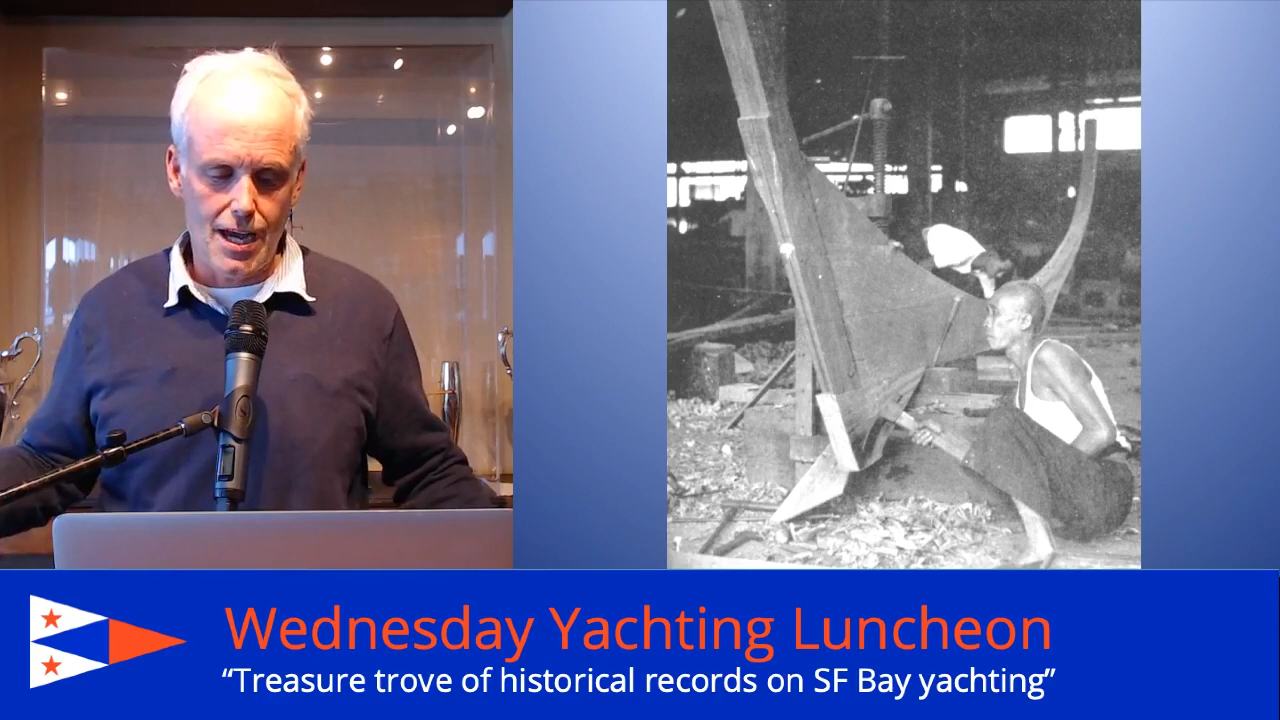 Wednesday Yachting Luncheon
“Treasure trove of historical records on SF Bay yachting”